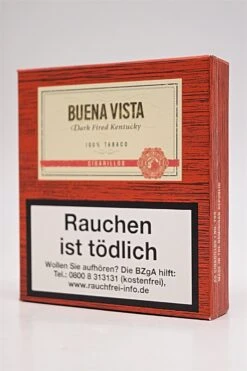 BUENA VISTA
Dark Fired Kentucky
100% TABACO
CIGARILLOS
Rauchen
ist tödlich
Wollen Sie aufhören? Die BZgA hilft:
Tel.: 0800 8 313131 (kostenfrei),
www.rauchfrei-info.de